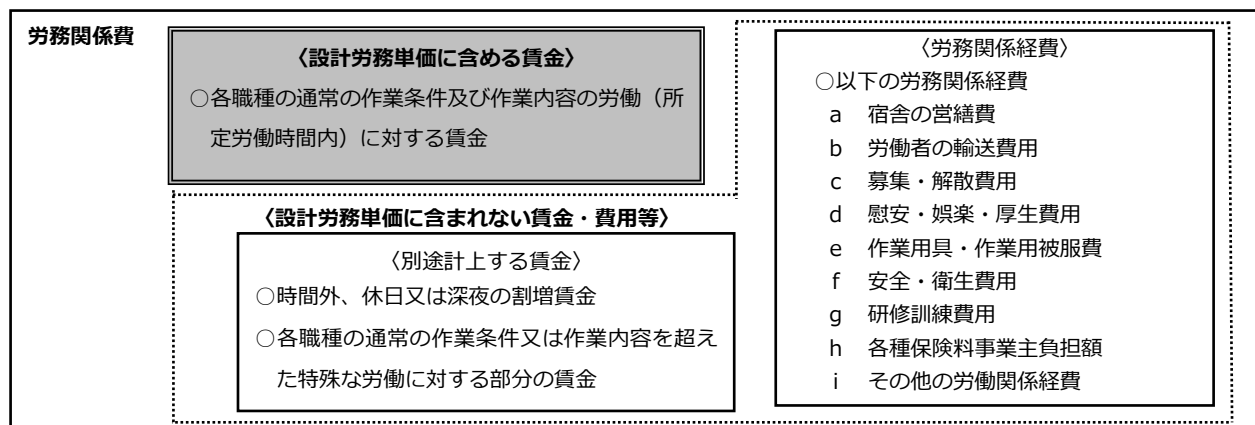 労務関係費
〈設計労務単価に含める賃金〉
○各職種の通常の作業条件及び作業内容の労働（所
定労働時間内）に対する賃金
〈設計労務単価に含まれない賃金・費用等〉
〈別途計上する賃金〉
○時間外、休日又は深夜の割増賃金
○各職種の通常の作業条件又は作業内容を超え
た特殊な労働に対する部分の賃金
〈労務関係経費〉
○以下の労務関係経費
a 宿舎の営繕費
b 労働者の輸送費用
c 募集・解散費用
d 慰安・娯楽・厚生費用
e 作業用具・作業用被服費
f 安全・衛生費用
g 研修訓練費用
h 各種保険料事業主負担額
i その他の労働関係経費